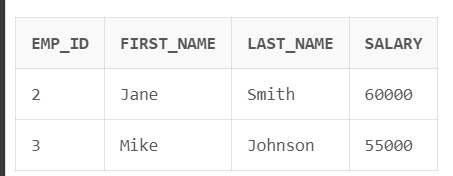 EMP_ID FIRST_NAME LAST_NAME SALARY
2 Jane Smith 60000
3 Mike Johnson 55000